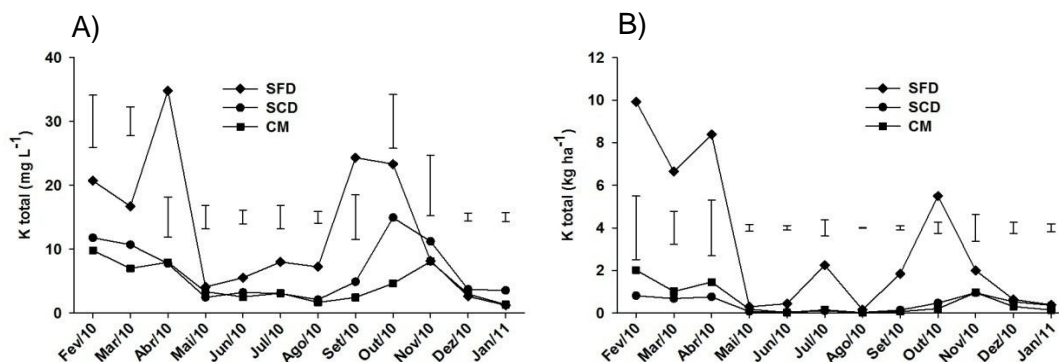 A)
K total (mg L-1)
40
30
20
10
0
SFD
SCD
CM
Fev/10
Mar/10
Abr/10
Mai/10
Jun/10
Jul/10
Ago/10
Set/10
Out/10
Nov/10
Dez/10
Jan/11
B)
K total (kg ha-1)
12
10
8
6
4
2
0
SFD
SCD
CM
Fev/10
Mar/10
Abr/10
Mai/10
Jun/10
Jul/10
Ago/10
Set/10
Out/10
Nov/10
Dez/10
Jan/11